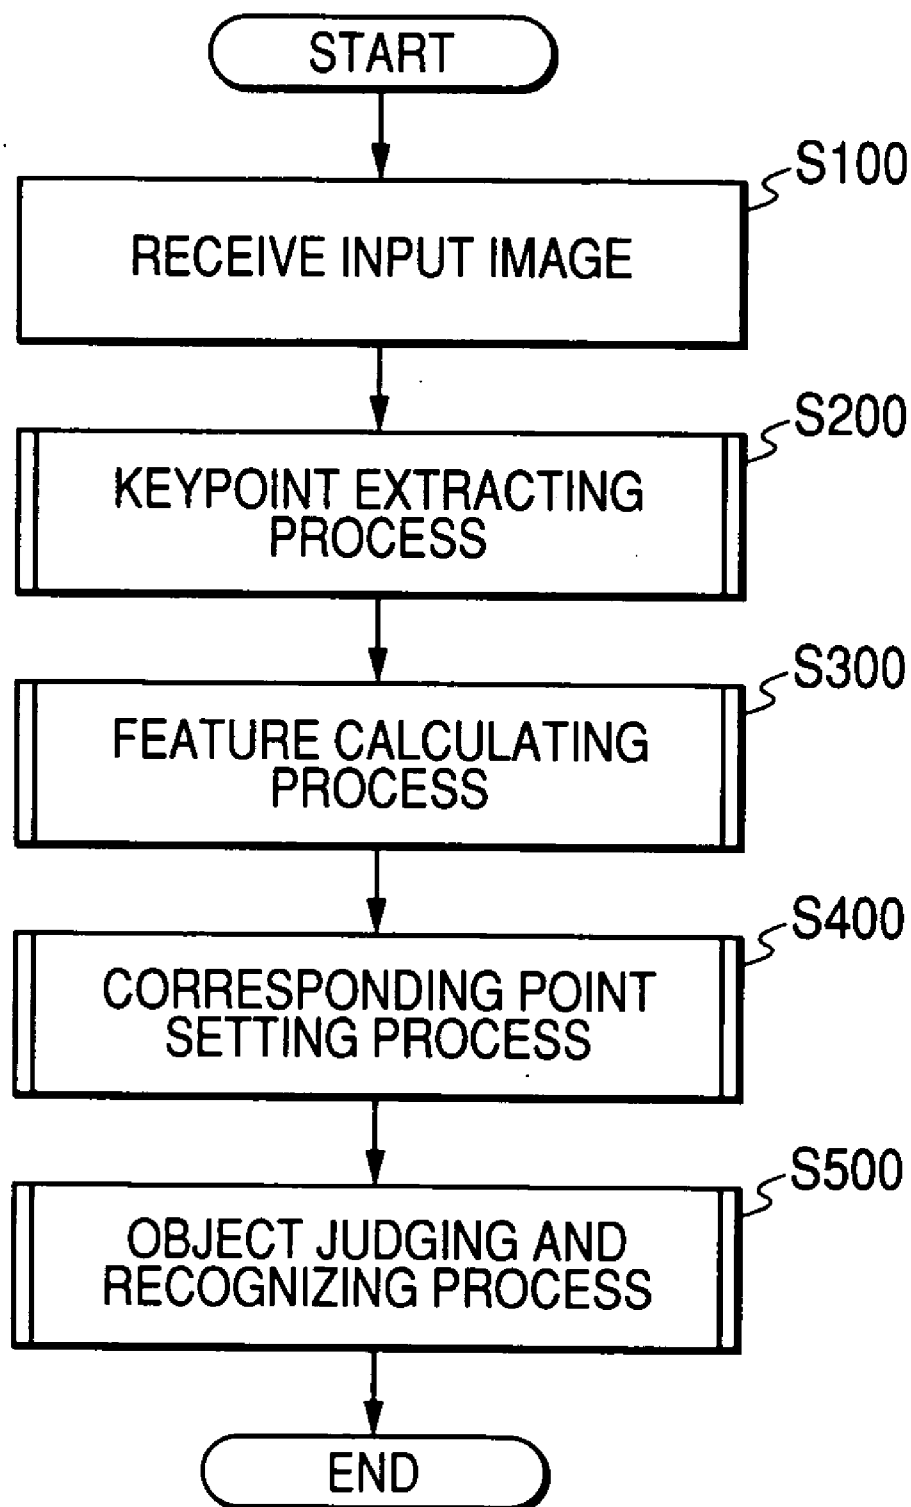 START
S100
RECEIVE INPUT IMAGE
S200
KEYPOINT EXTRACTING
PROCESS
S300
FEATURE CALCULATING
PROCESS
S400
CORRESPONDING POINT
SETTING PROCESS
S500
OBJECT JUDGING AND
RECOGNIZING PROCESS
END